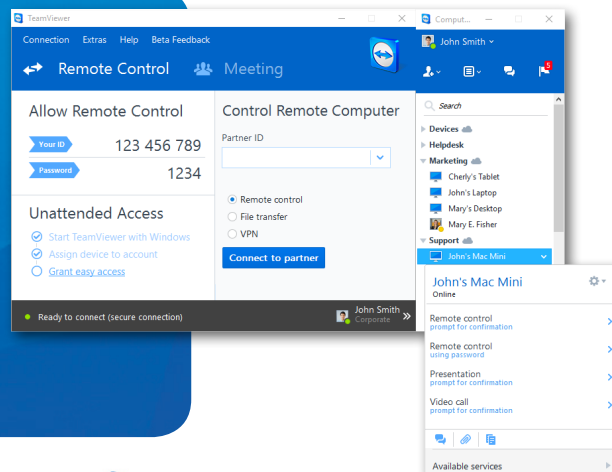 TeamViewer
Connection Extras Help Beta Feedback
Remote Control Meeting
Allow Remote Control
Your ID 123 456 789
Password 1234
Unattended Access
Start TeamViewer with Windows
Assign device to account
Grant easy access
Control Remote Computer
Partner ID
Remote control
File transfer
VPN
Connect to partner
Ready to connect (secure connection)
John Smith
Corporate
Comput...
John Smith
5
Search
Devices
Helpdesk
Marketing
Cherly's Tablet
John's Laptop
Mary's Desktop
Mary E. Fisher
Support
John's Mac Mini
John's Mac Mini
Online
Remote control
prompt for confirmation
Remote control
using password
Presentation
prompt for confirmation
Video call
prompt for confirmation
Available services